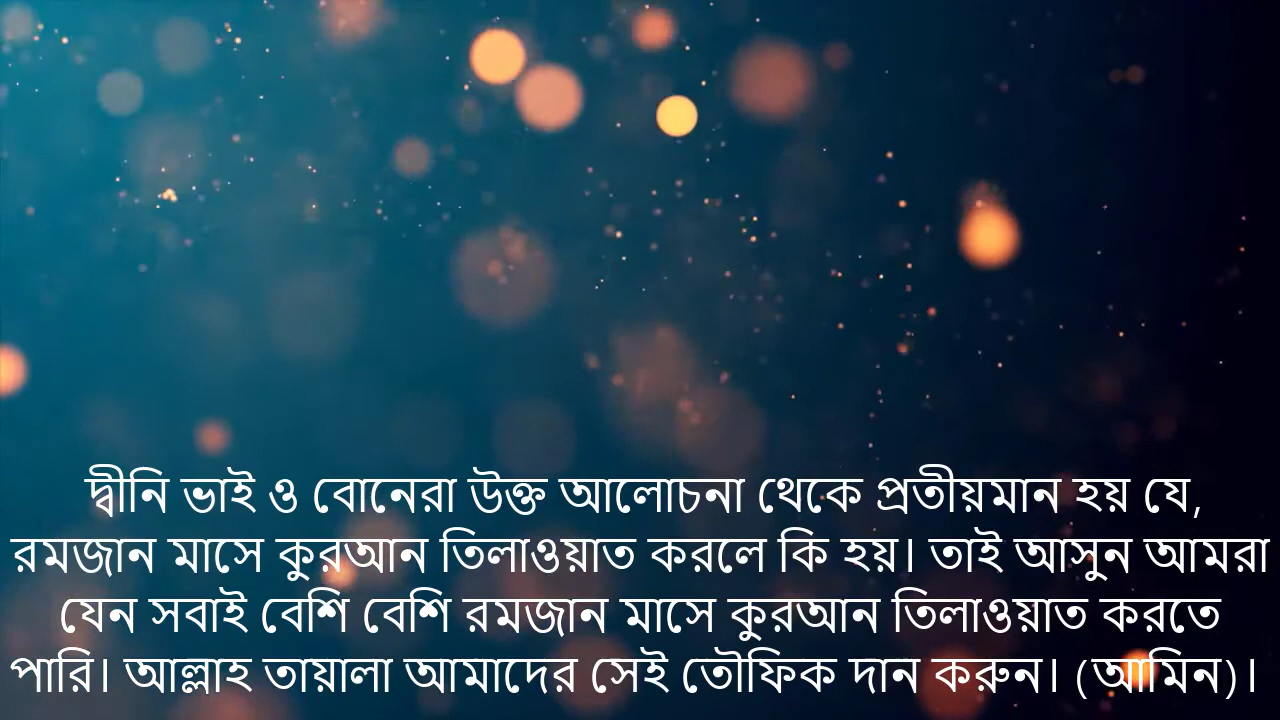 দ্বীনি ভাই ও বোনেরা উক্ত আলোচনা থেকে প্রতীয়মান হয় যে,
রমজান মাসে কুরআন তিলাওয়াত করলে কি হয়। তাই আসুন আমরা
যেন সবাই বেশি বেশি রমজান মাসে কুরআন তিলাওয়াত করতে
পারি। আল্লাহ তায়ালা আমাদের সেই তৌফিক দান করুন। (আমিন)।